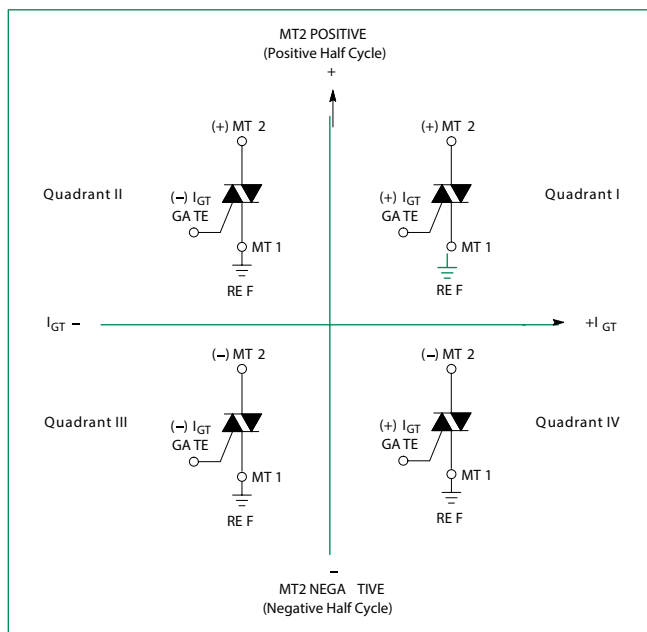 MT2 POSITIVE
(Positive Half Cycle)
+
(+) MT 2
(+) MT 2
Quadrant II
(−) IGT
GA TE
(+) IGT
GA TE
Quadrant I
MT 1
MT 1
RE F
RE F
IGT −
+I GT
(−) MT 2
(−) MT 2
Quadrant III
(−) IGT
GA TE
(+) IGT
GA TE
Quadrant IV
MT 1
MT 1
RE F
RE F
−
MT2 NEGA TIVE
(Negative Half Cycle)